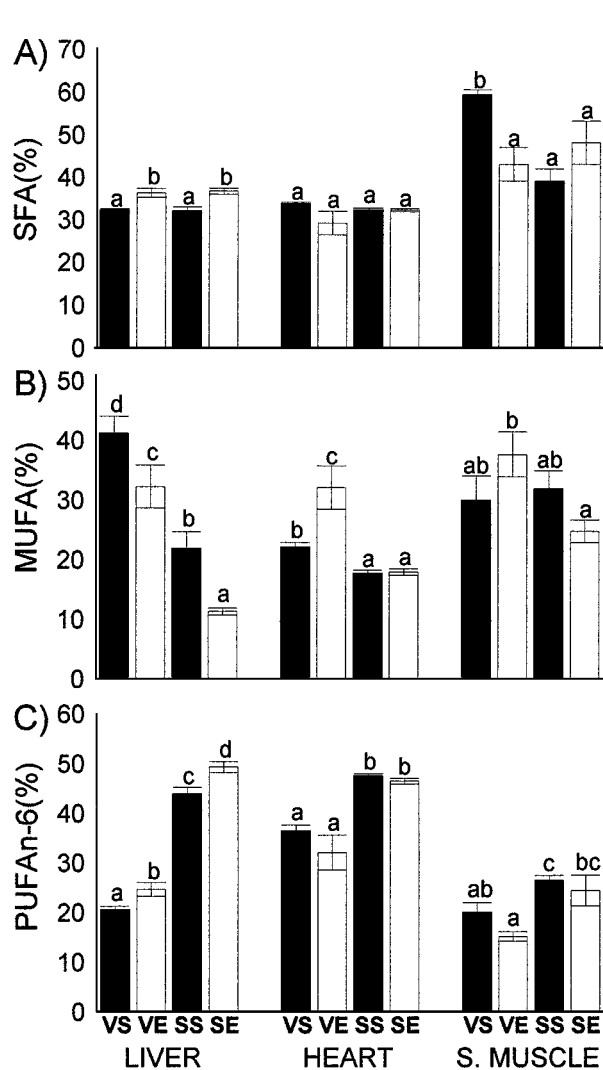 A)
SFA(%)
70
60
50
40
30
20
10
0
a b a b a a a a b a a a
B)
MUFA(%)
50
40
30
20
10
0
d c b a b c a a ab b ab a
C)
PUFAn-6(%)
60
50
40
30
20
10
0
a b c d a a b b ab a c bc
VS VE SS SE VS VE SS SE VS VE SS SE
LIVER HEART S. MUSCLE